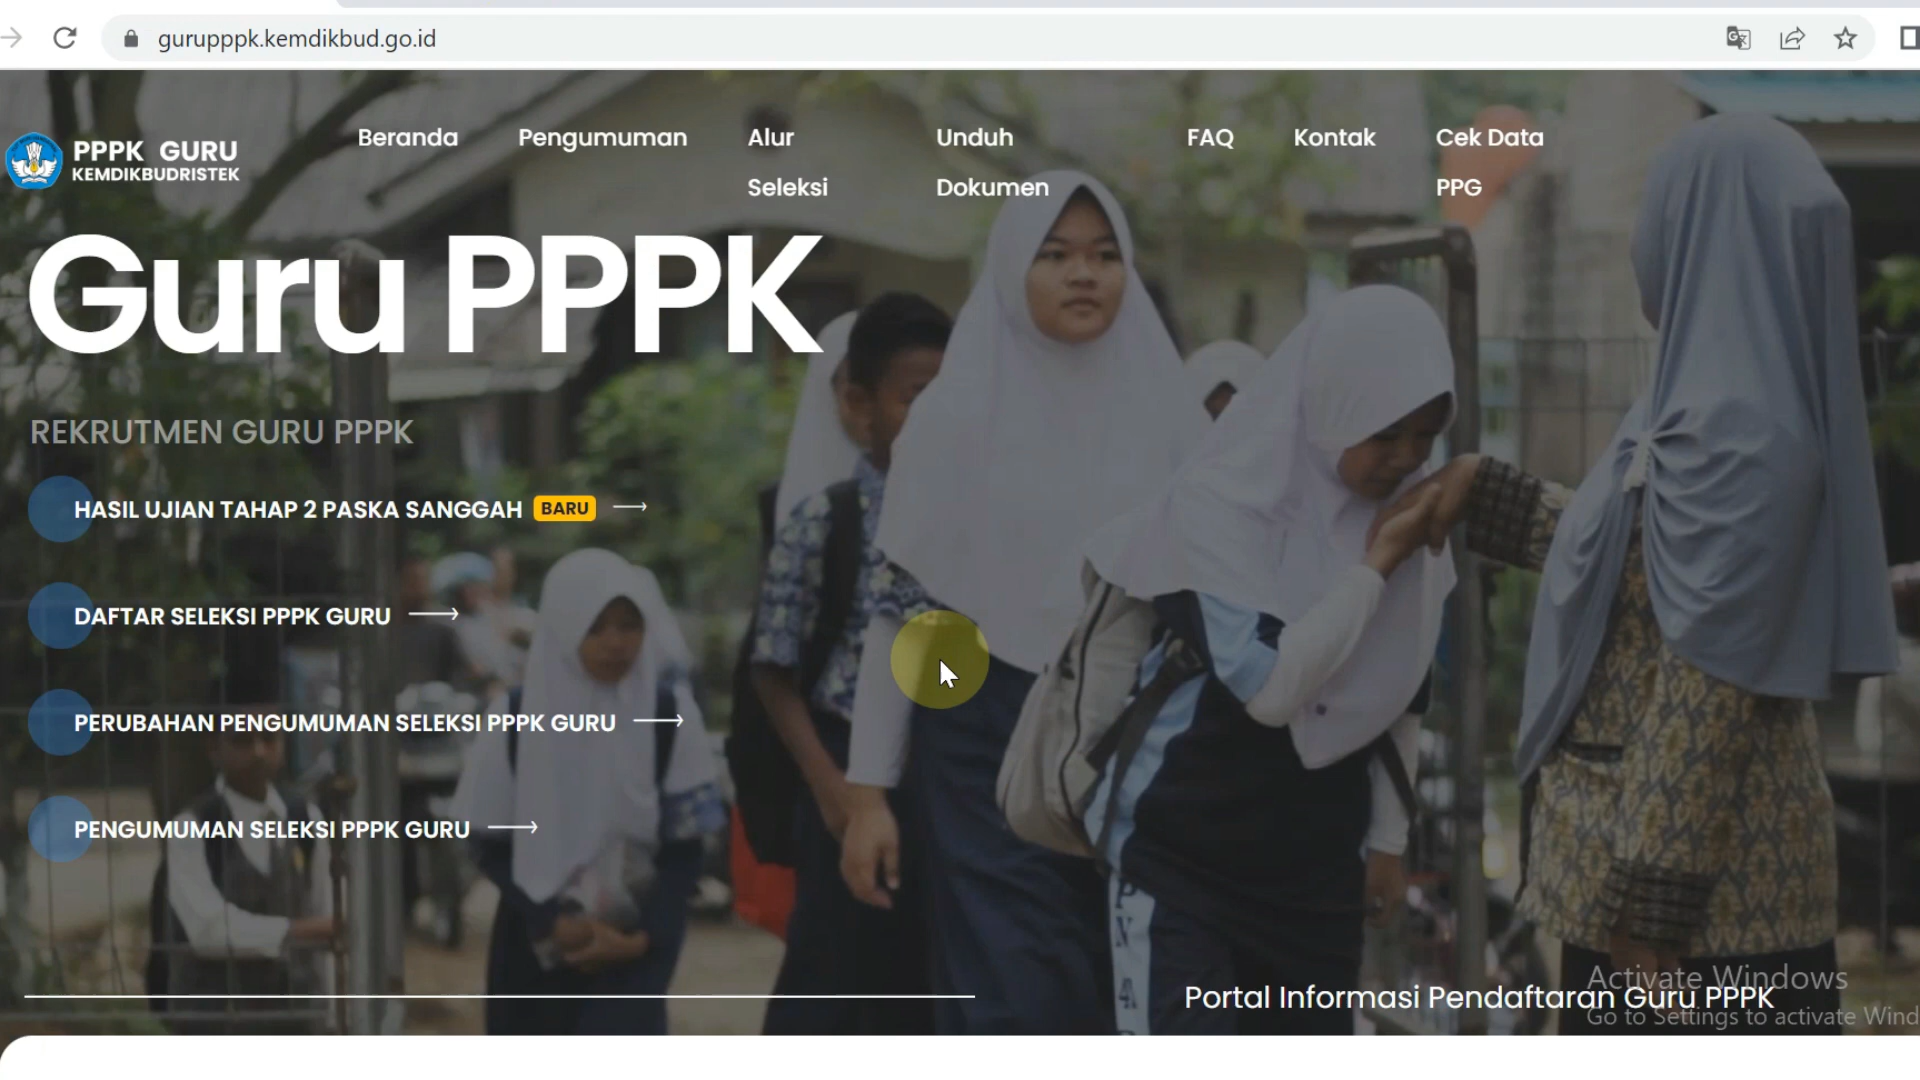 gurupppk.kemdikbud.go.id
PPPK GURU
KEMDIKBUDRISTEK
Beranda
Pengumuman
Alur Seleksi
Unduh Dokumen
FAQ
Kontak
Cek Data PPG
Guru PPPK
REKRUTMEN GURU PPPK
HASIL UJIAN TAHAP 2 PASKA SANGGAH BARU
DAFTAR SELEKSI PPPK GURU
PERUBAHAN PENGUMUMAN SELEKSI PPPK GURU
PENGUMUMAN SELEKSI PPPK GURU
Portal Informasi Pendaftaran Guru PPPK
Activate Windows
Go to Settings to activate Wind